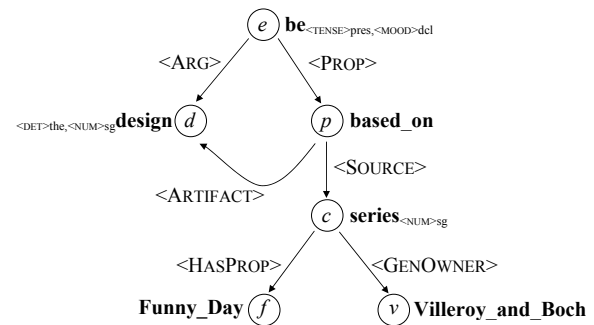 e be<TENSE>pres,<MOOD>dcl
<ARG> <PROP>
<DET>the,<NUM>sg design d p based_on
<ARTIFACT> <SOURCE>
c series<NUM>sg
<HASPROP> <GENOWNER>
Funny_Day f v Villeroy_and_Boch